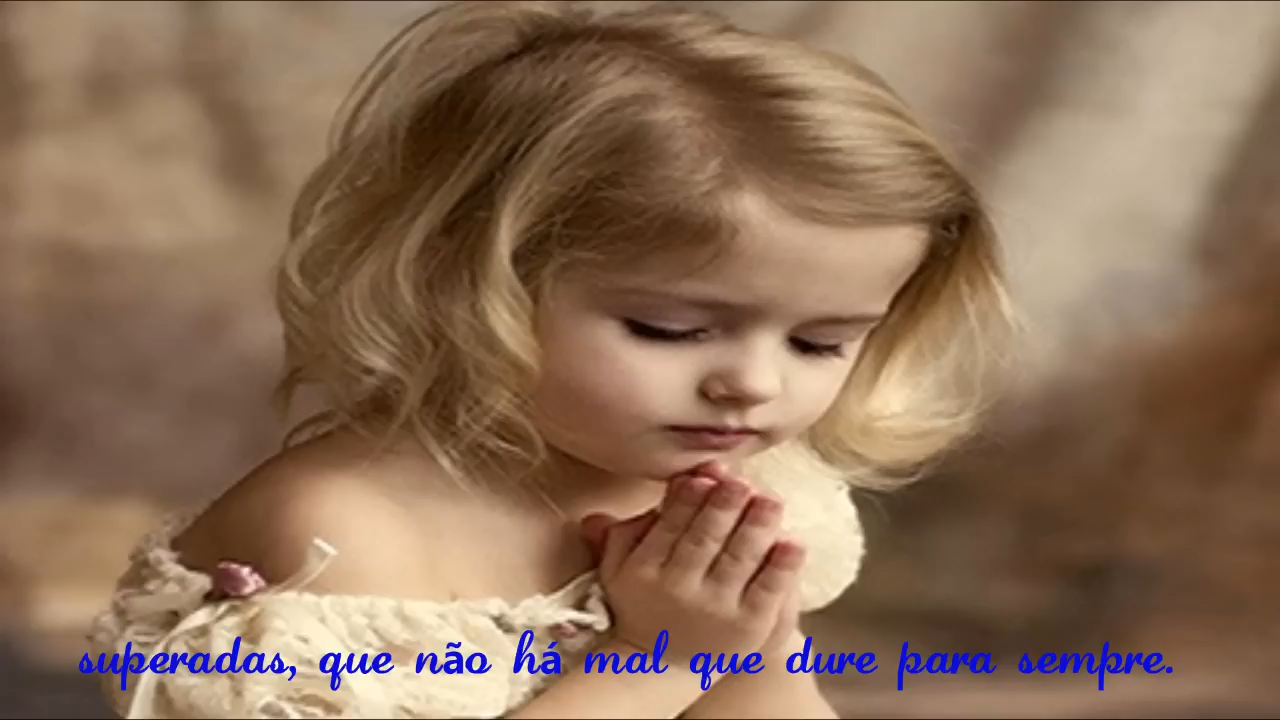 superadas, que não há mal que dure para sempre.